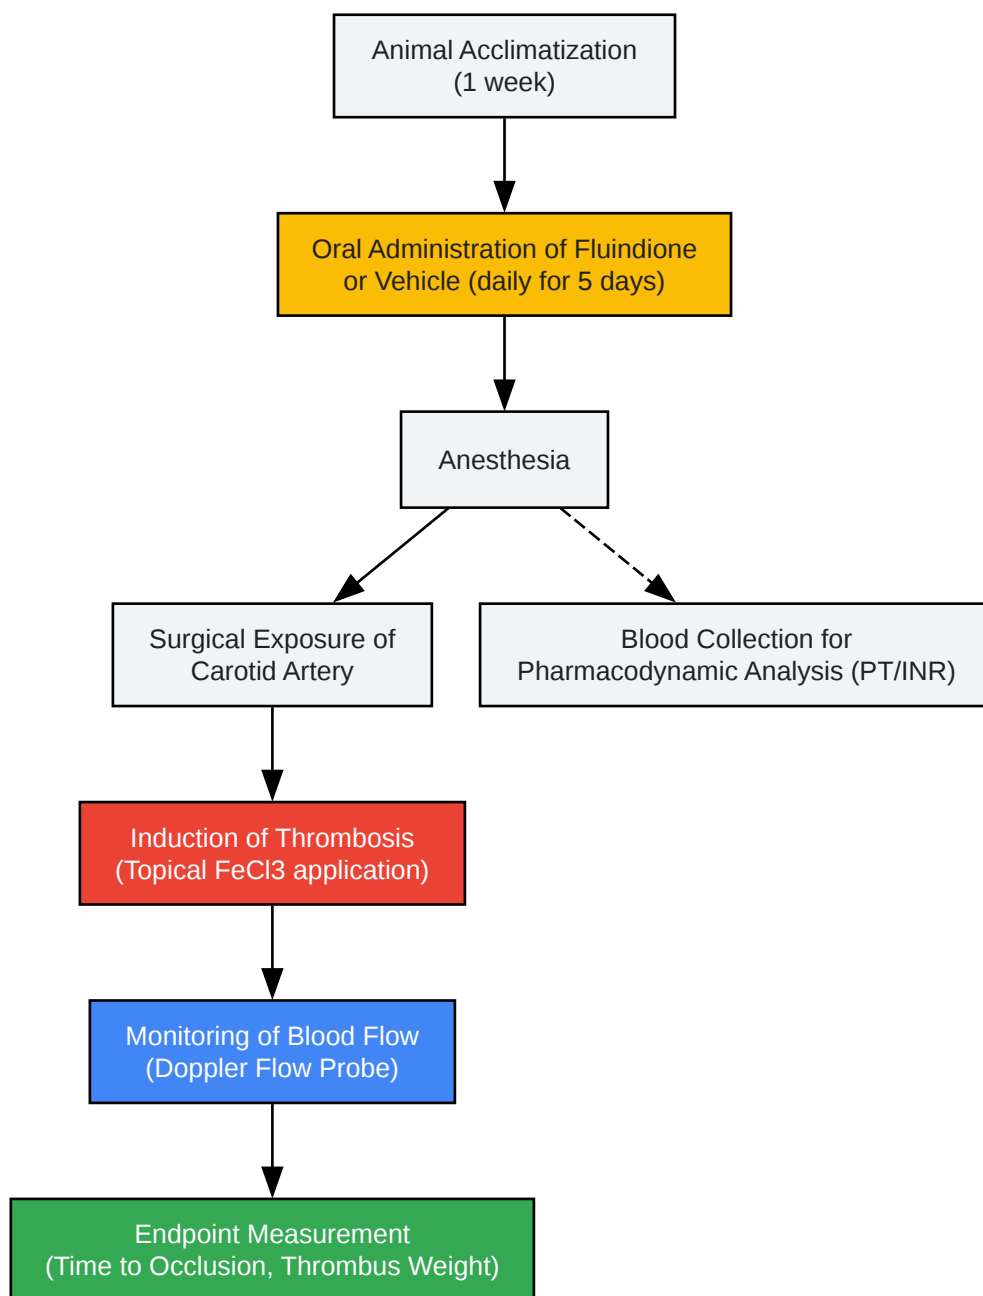 Animal Acclimatization
(1 week)
Oral Administration of Fluindione
or Vehicle (daily for 5 days)
Anesthesia
Surgical Exposure of
Carotid Artery
Blood Collection for
Pharmacodynamic Analysis (PT/INR)
Induction of Thrombosis
(Topical FeCl3 application)
Monitoring of Blood Flow
(Doppler Flow Probe)
Endpoint Measurement
(Time to Occlusion, Thrombus Weight)